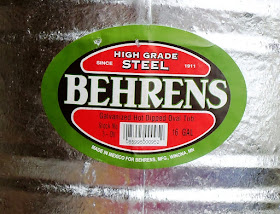 HIGH GRADE
SINCE STEEL 1911
BEHRENS
Galvanized Hot Dipped Oval Tub
16 GAL
MADE IN MEXICO FOR BEHRENS, MFG., WINONA, MN